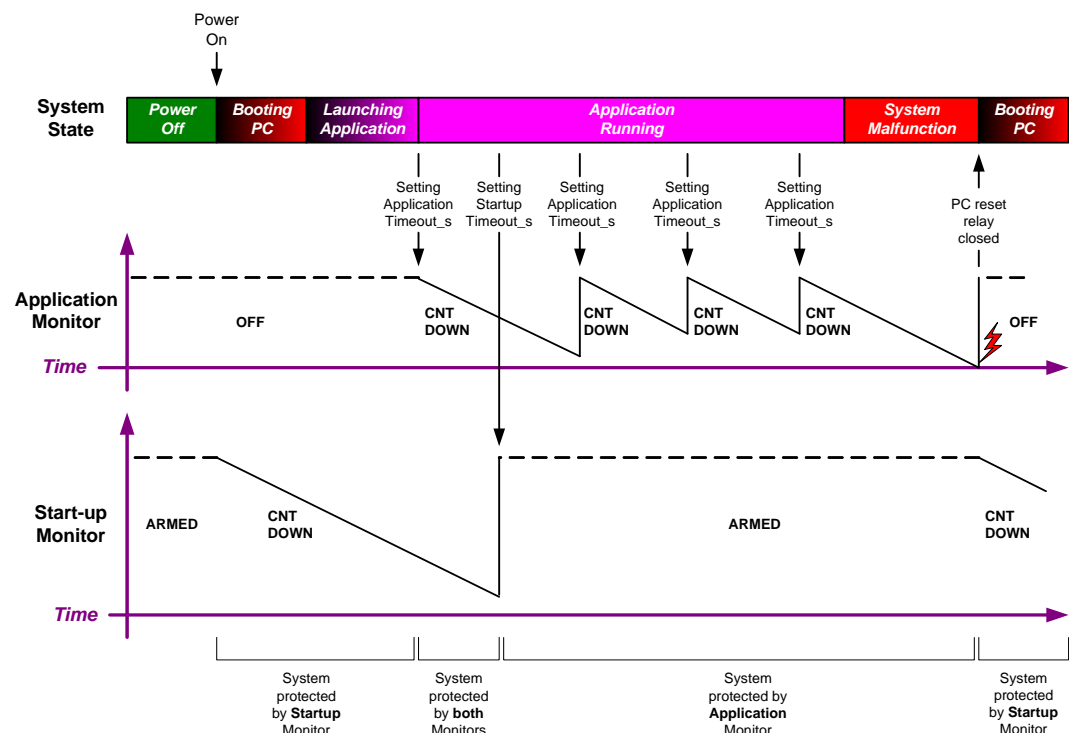 Power
On
System
State
Power
Off
Booting
PC
Launching
Application
Application
Running
System
Malfunction
Booting
PC
Setting
Application
Timeout_s
Setting
Startup
Timeout_s
Setting
Application
Timeout_s
Setting
Application
Timeout_s
Setting
Application
Timeout_s
PC reset
relay
closed
Application
Monitor
OFF
CNT
DOWN
CNT
DOWN
CNT
DOWN
CNT
DOWN
OFF
Time
Start-up
Monitor
ARMED
CNT
DOWN
ARMED
CNT
DOWN
Time
System
protected
by Startup
Monitor
System
protected
by both
Monitors
System
protected by
Application
Monitor
System
protected
by Startup
Monitor